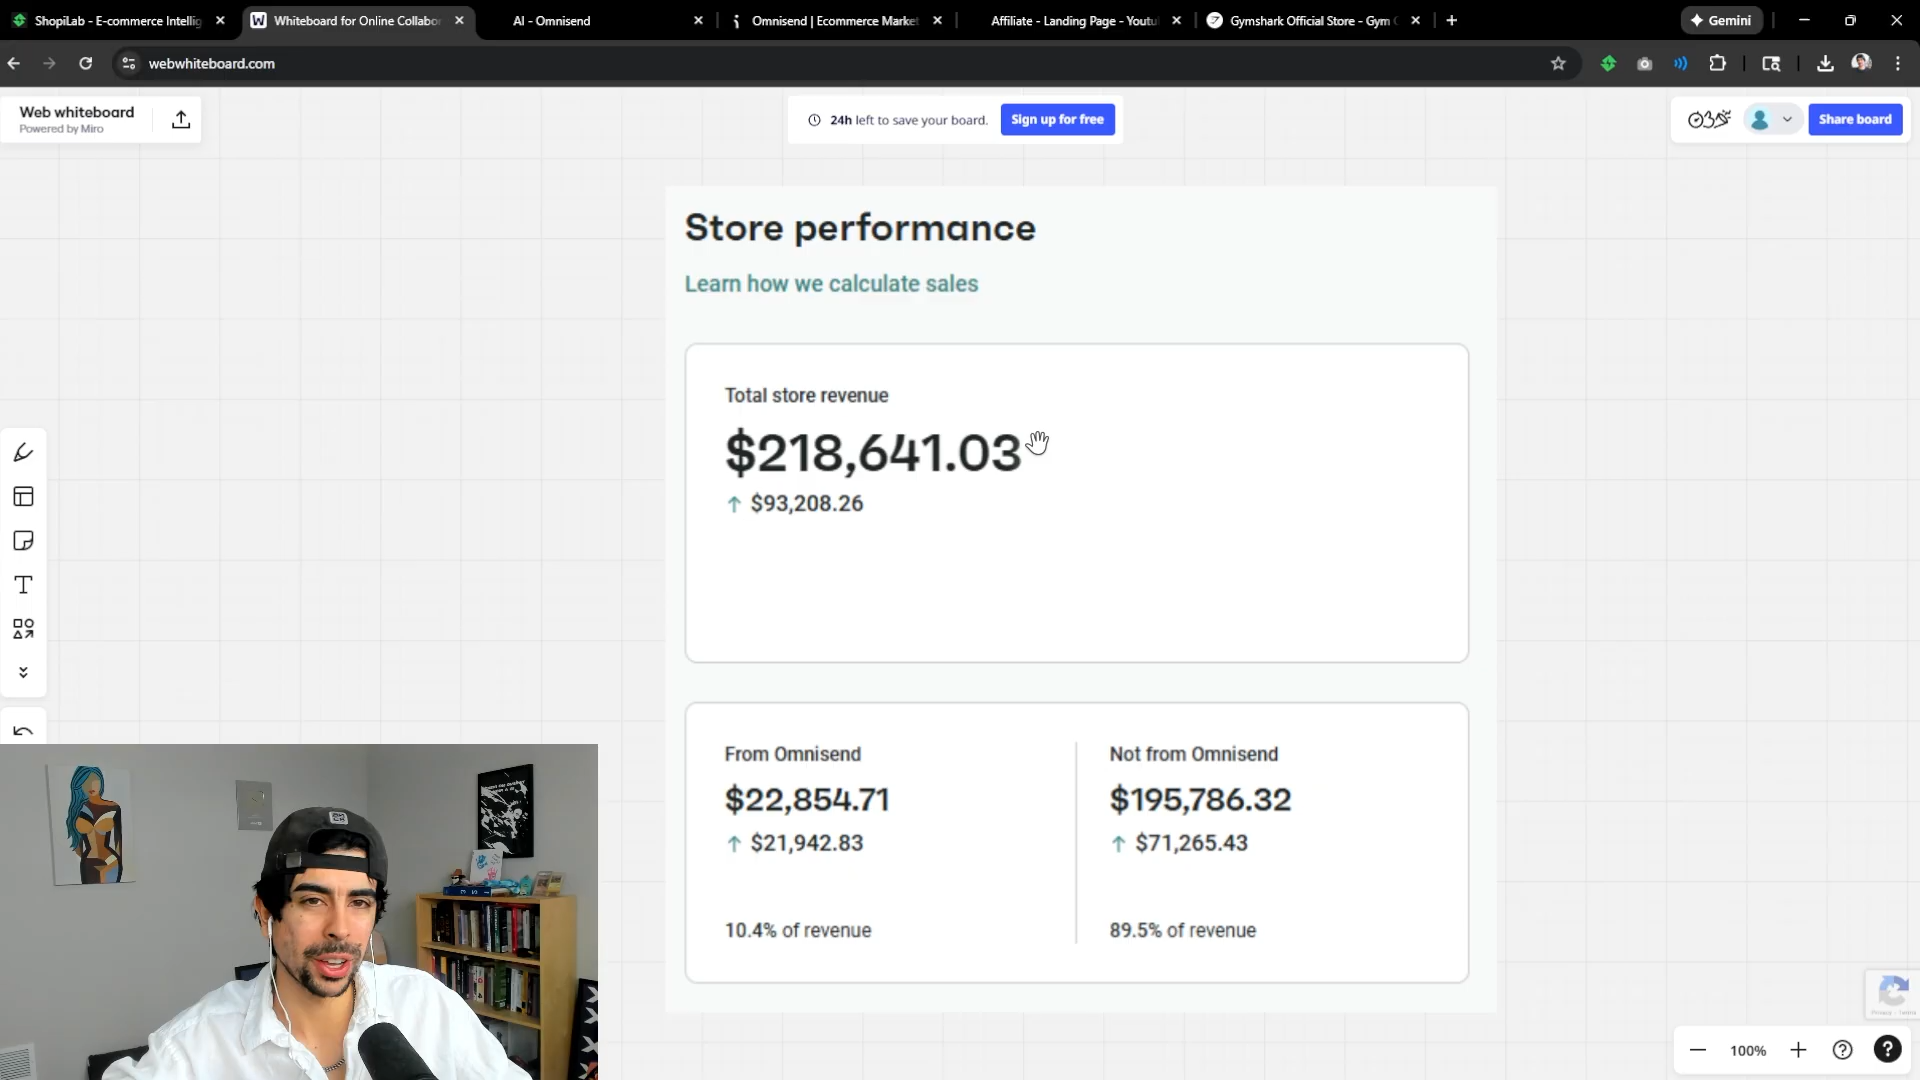 ShopiLab - E-commerce Intellig
Whiteboard for Online Collabor
AI - Omnisend
Omnisend | Ecommerce Market
Affiliate - Landing Page - Youtu
Gymshark Official Store - Gym C
Gemini
webwhiteboard.com
Web whiteboard
Powered by Miro
24h left to save your board.
Sign up for free
Share board
Store performance
Learn how we calculate sales
Total store revenue
$218,641.03
↑ $93,208.26
From Omnisend
$22,854.71
↑ $21,942.83
10.4% of revenue
Not from Omnisend
$195,786.32
↑ $71,265.43
89.5% of revenue
Privacy - Terms
100%